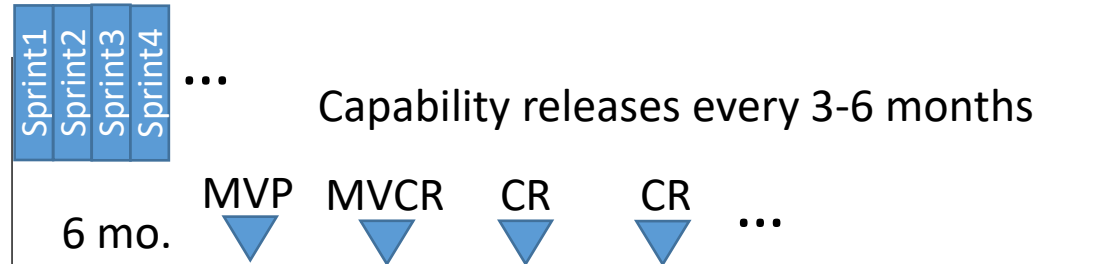 Sprint1
Sprint2
Sprint3
Sprint4
...
Capability releases every 3-6 months
MVP MVCR CR CR
6 mo.
...